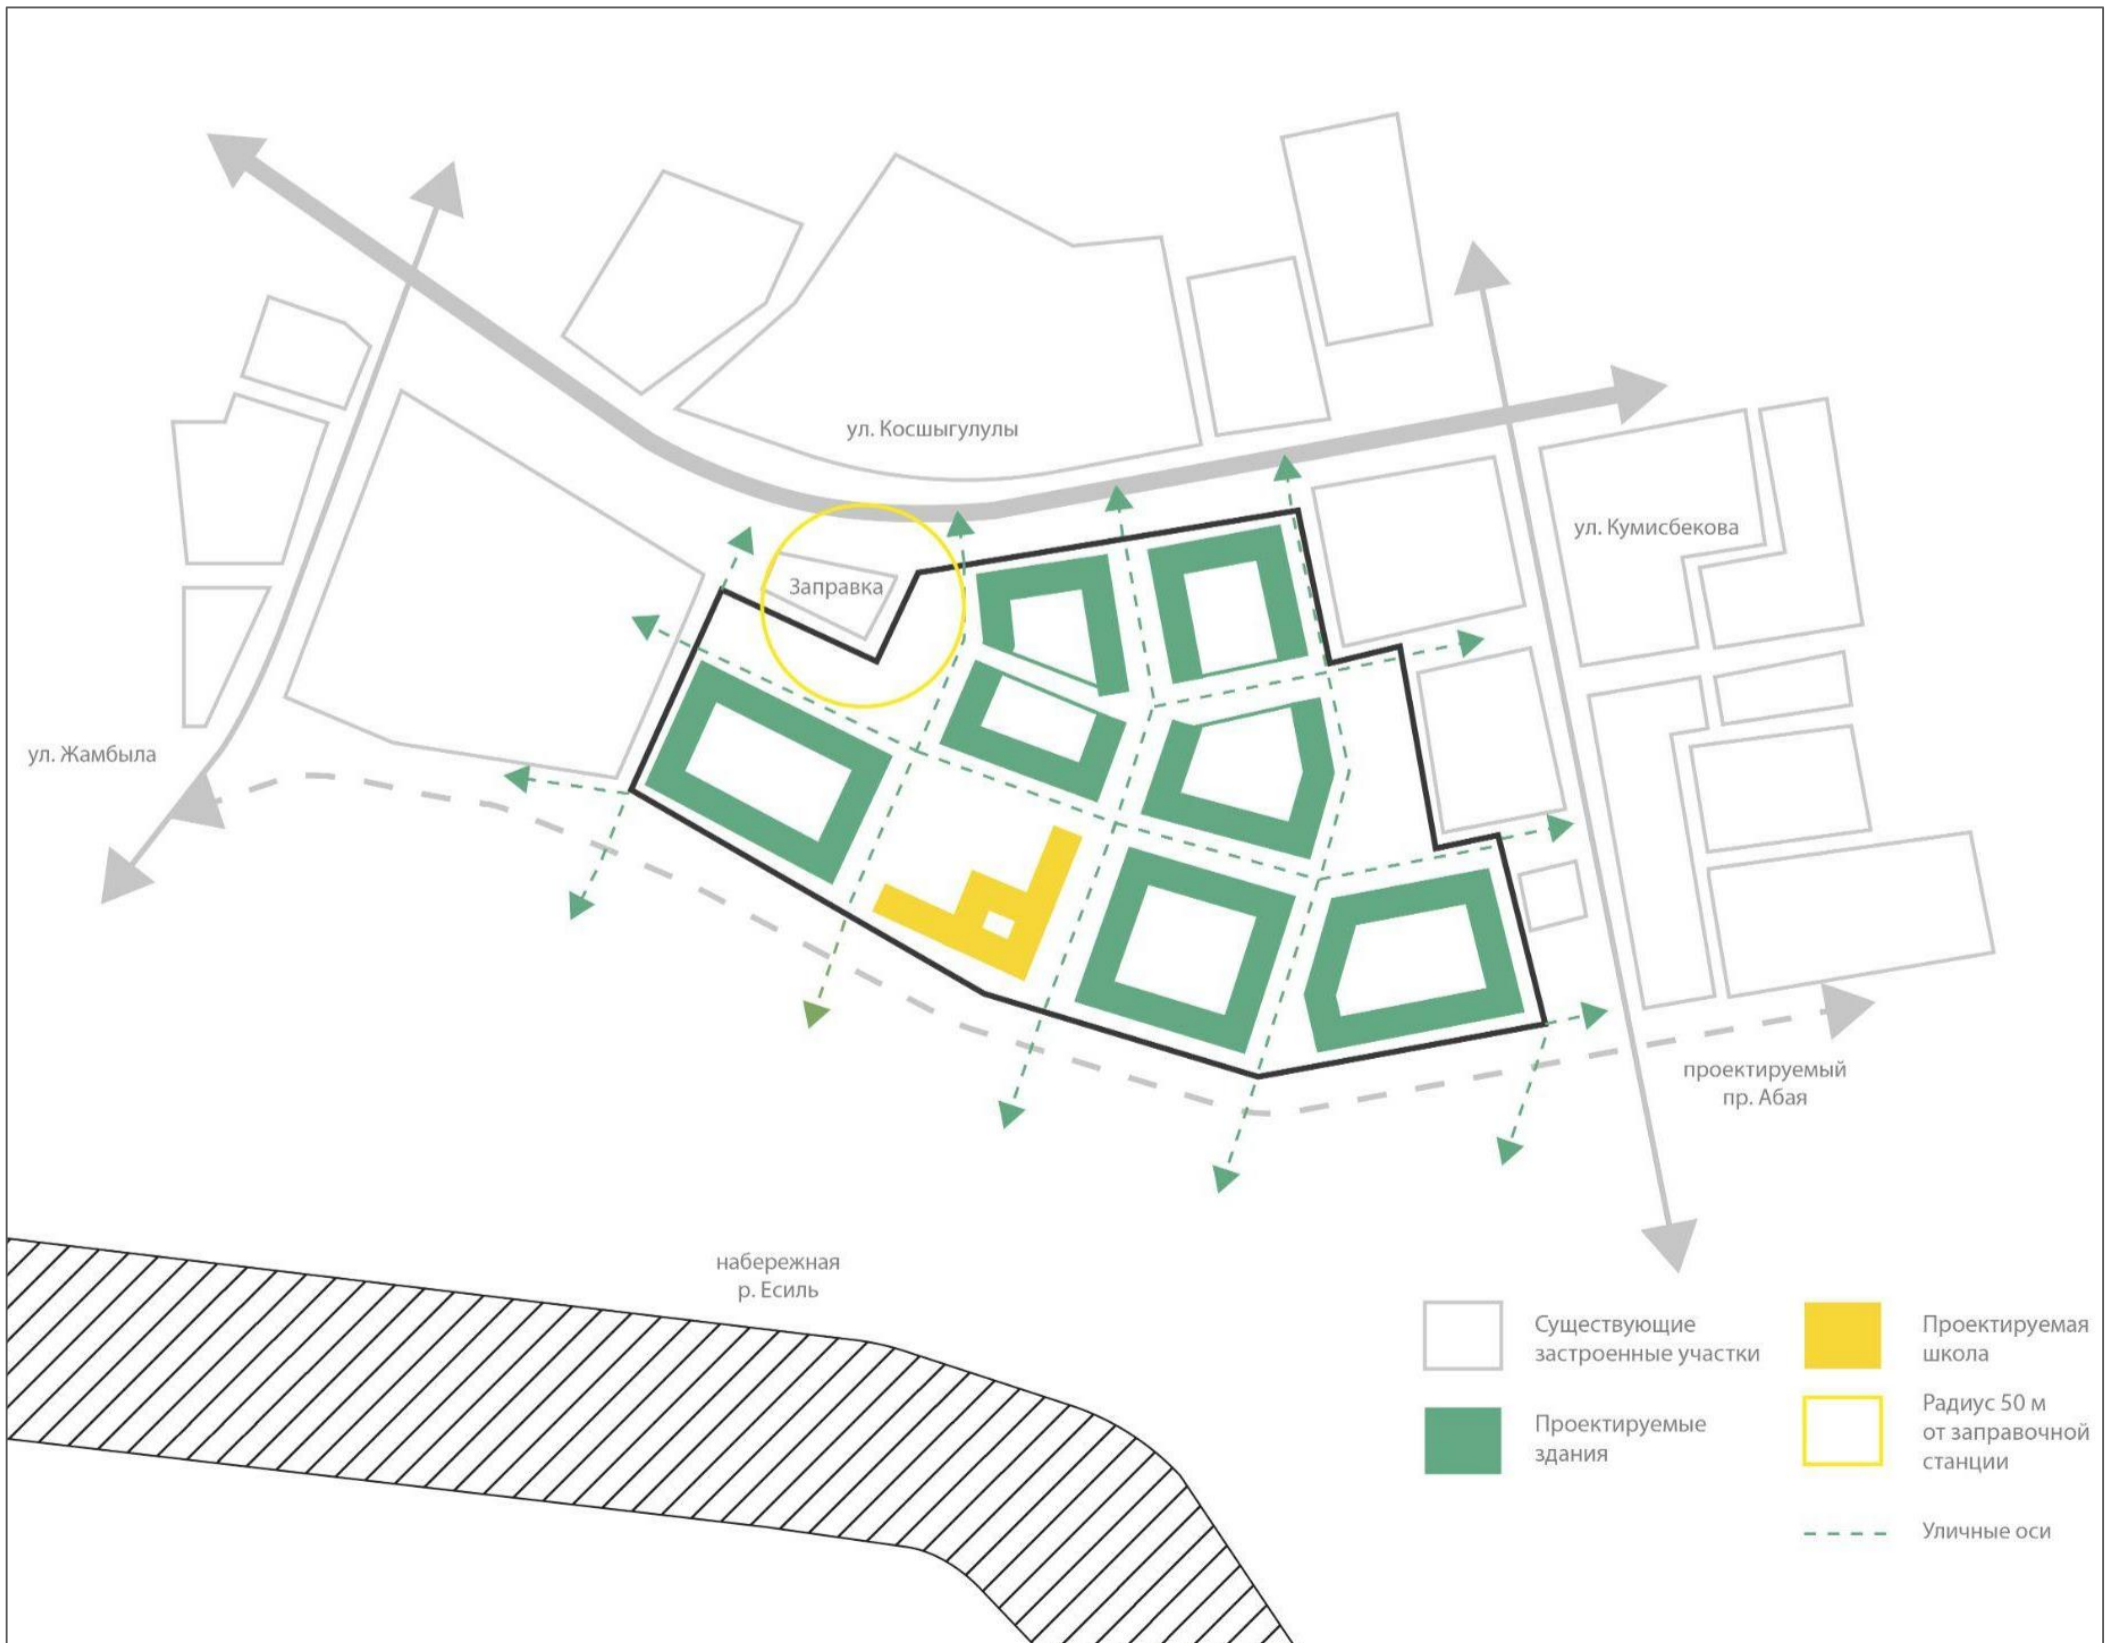 ул. Косшыгулулы
ул. Кумисбекова
Заправка
ул. Жамбыла
проектируемый
пр. Абая
набережная
р. Есиль
Существующие
застроенные участки
Проектируемые
здания
Проектируемая
школа
Радиус 50 м
от заправочной
станции
Уличные оси